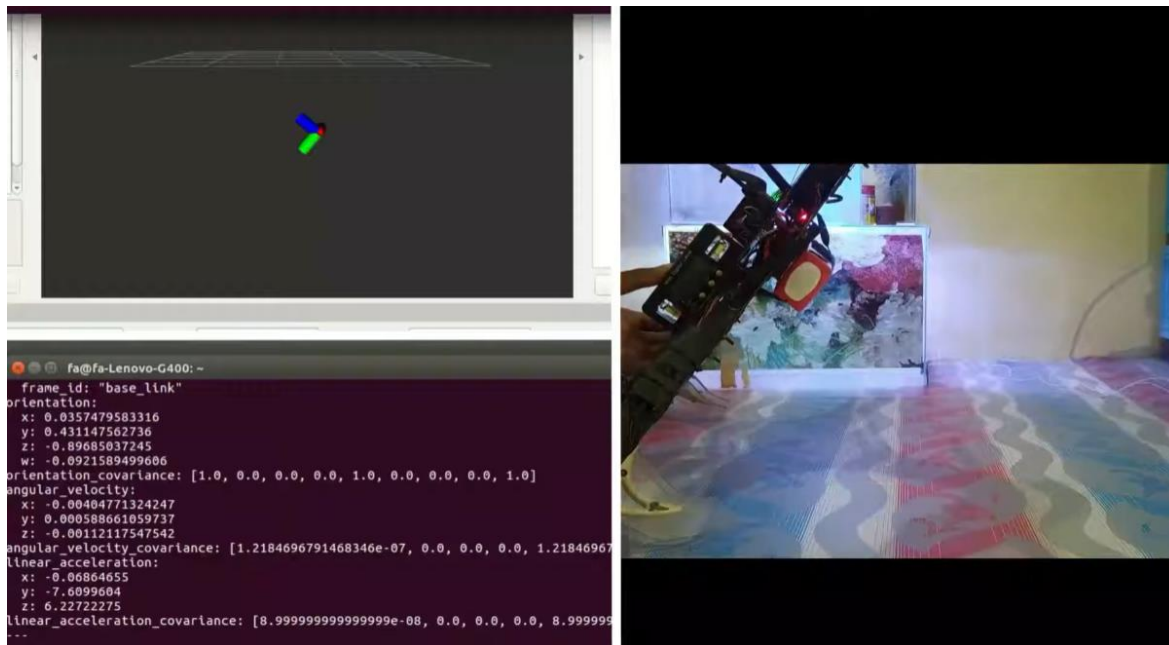 fa@fa-Lenovo-G400: ~
frame_id: "base_link"
orientation:
x: 0.0357479583316
y: 0.431147562736
z: -0.89685037245
w: -0.0921589499606
orientation_covariance: [1.0, 0.0, 0.0, 0.0, 1.0, 0.0, 0.0, 0.0, 1.0]
angular_velocity:
x: -0.00404771324247
y: 0.000588661059737
z: -0.00112117547542
angular_velocity_covariance: [1.2184696791468346e-07, 0.0, 0.0, 0.0, 1.21846967
linear_acceleration:
x: -0.06864655
y: -7.6099604
z: 6.22722275
linear_acceleration_covariance: [8.999999999999999e-08, 0.0, 0.0, 0.0, 8.999999
---